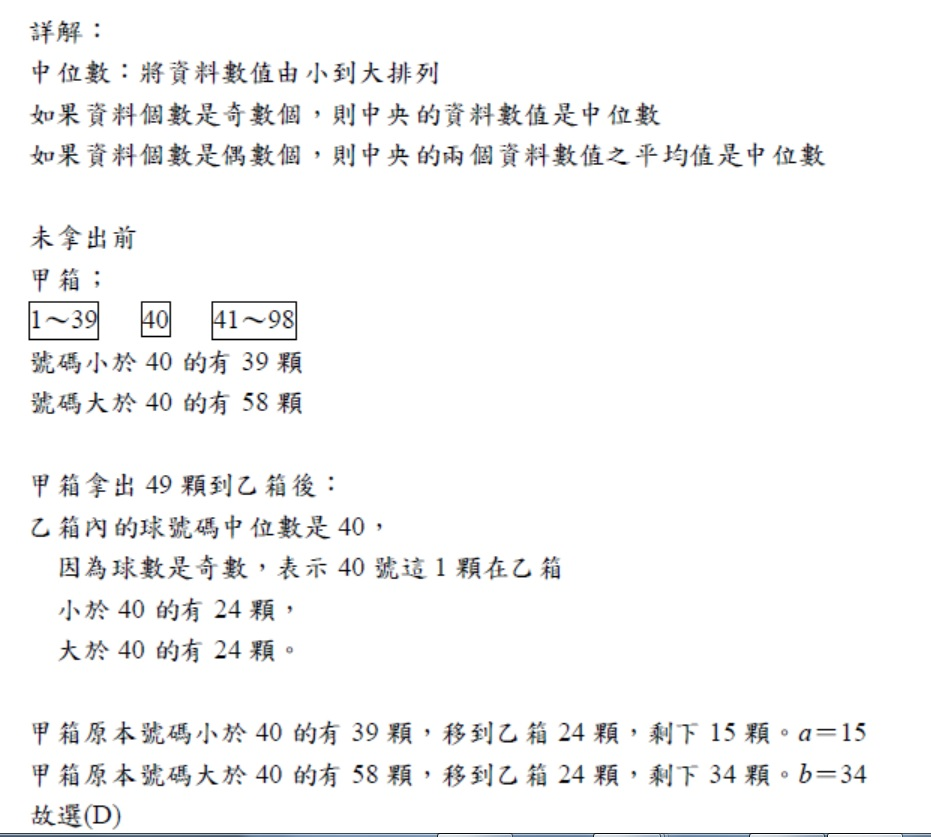 詳解：
中位數：將資料數值由小到大排列
如果資料個數是奇數個，則中央的資料數值是中位數
如果資料個數是偶數個，則中央的兩個資料數值之平均值是中位數
未拿出前
甲箱；
1～39 40 41～98
號碼小於 40 的有 39 顆
號碼大於 40 的有 58 顆
甲箱拿出 49 顆到乙箱後：
乙箱內的球號碼中位數是 40，
因為球數是奇數，表示 40 號這 1 顆在乙箱
小於 40 的有 24 顆，
大於 40 的有 24 顆。
甲箱原本號碼小於 40 的有 39 顆，移到乙箱 24 顆，剩下 15 顆。a＝15
甲箱原本號碼大於 40 的有 58 顆，移到乙箱 24 顆，剩下 34 顆。b＝34
故選(D)